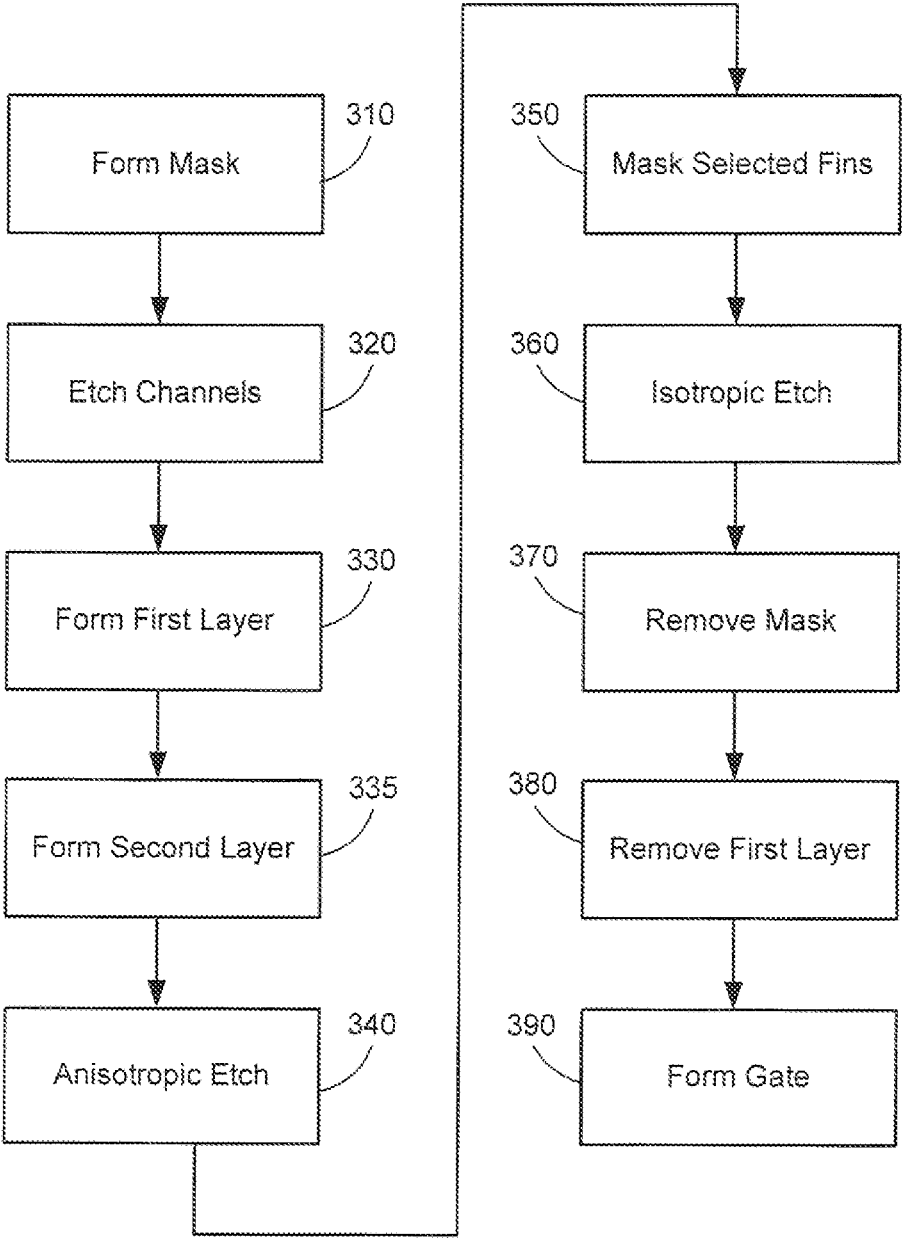 310
Form Mask
320
Etch Channels
330
Form First Layer
335
Form Second Layer
340
Anisotropic Etch
350
Mask Selected Fins
360
Isotropic Etch
370
Remove Mask
380
Remove First Layer
390
Form Gate